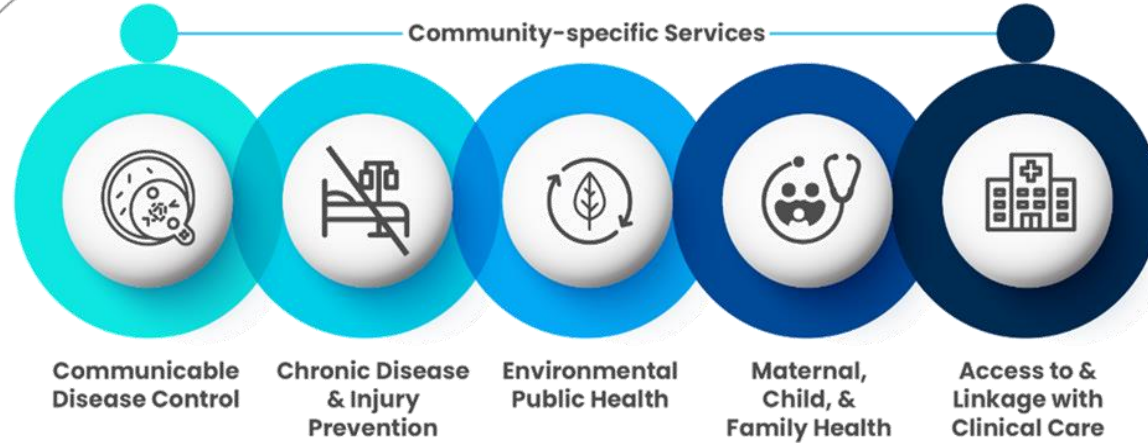 Community-specific Services
Communicable
Disease Control
Chronic Disease
& Injury
Prevention
Environmental
Public Health
Maternal,
Child, &
Family Health
Access to &
Linkage with
Clinical Care